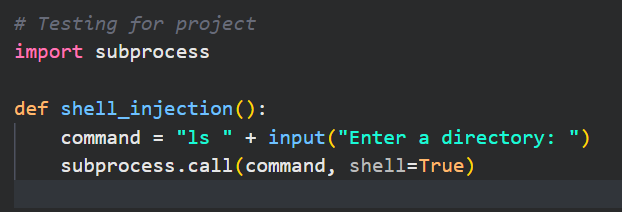 # Testing for project
import subprocess
def shell_injection():
    command = "ls " + input("Enter a directory: ")
    subprocess.call(command, shell=True)